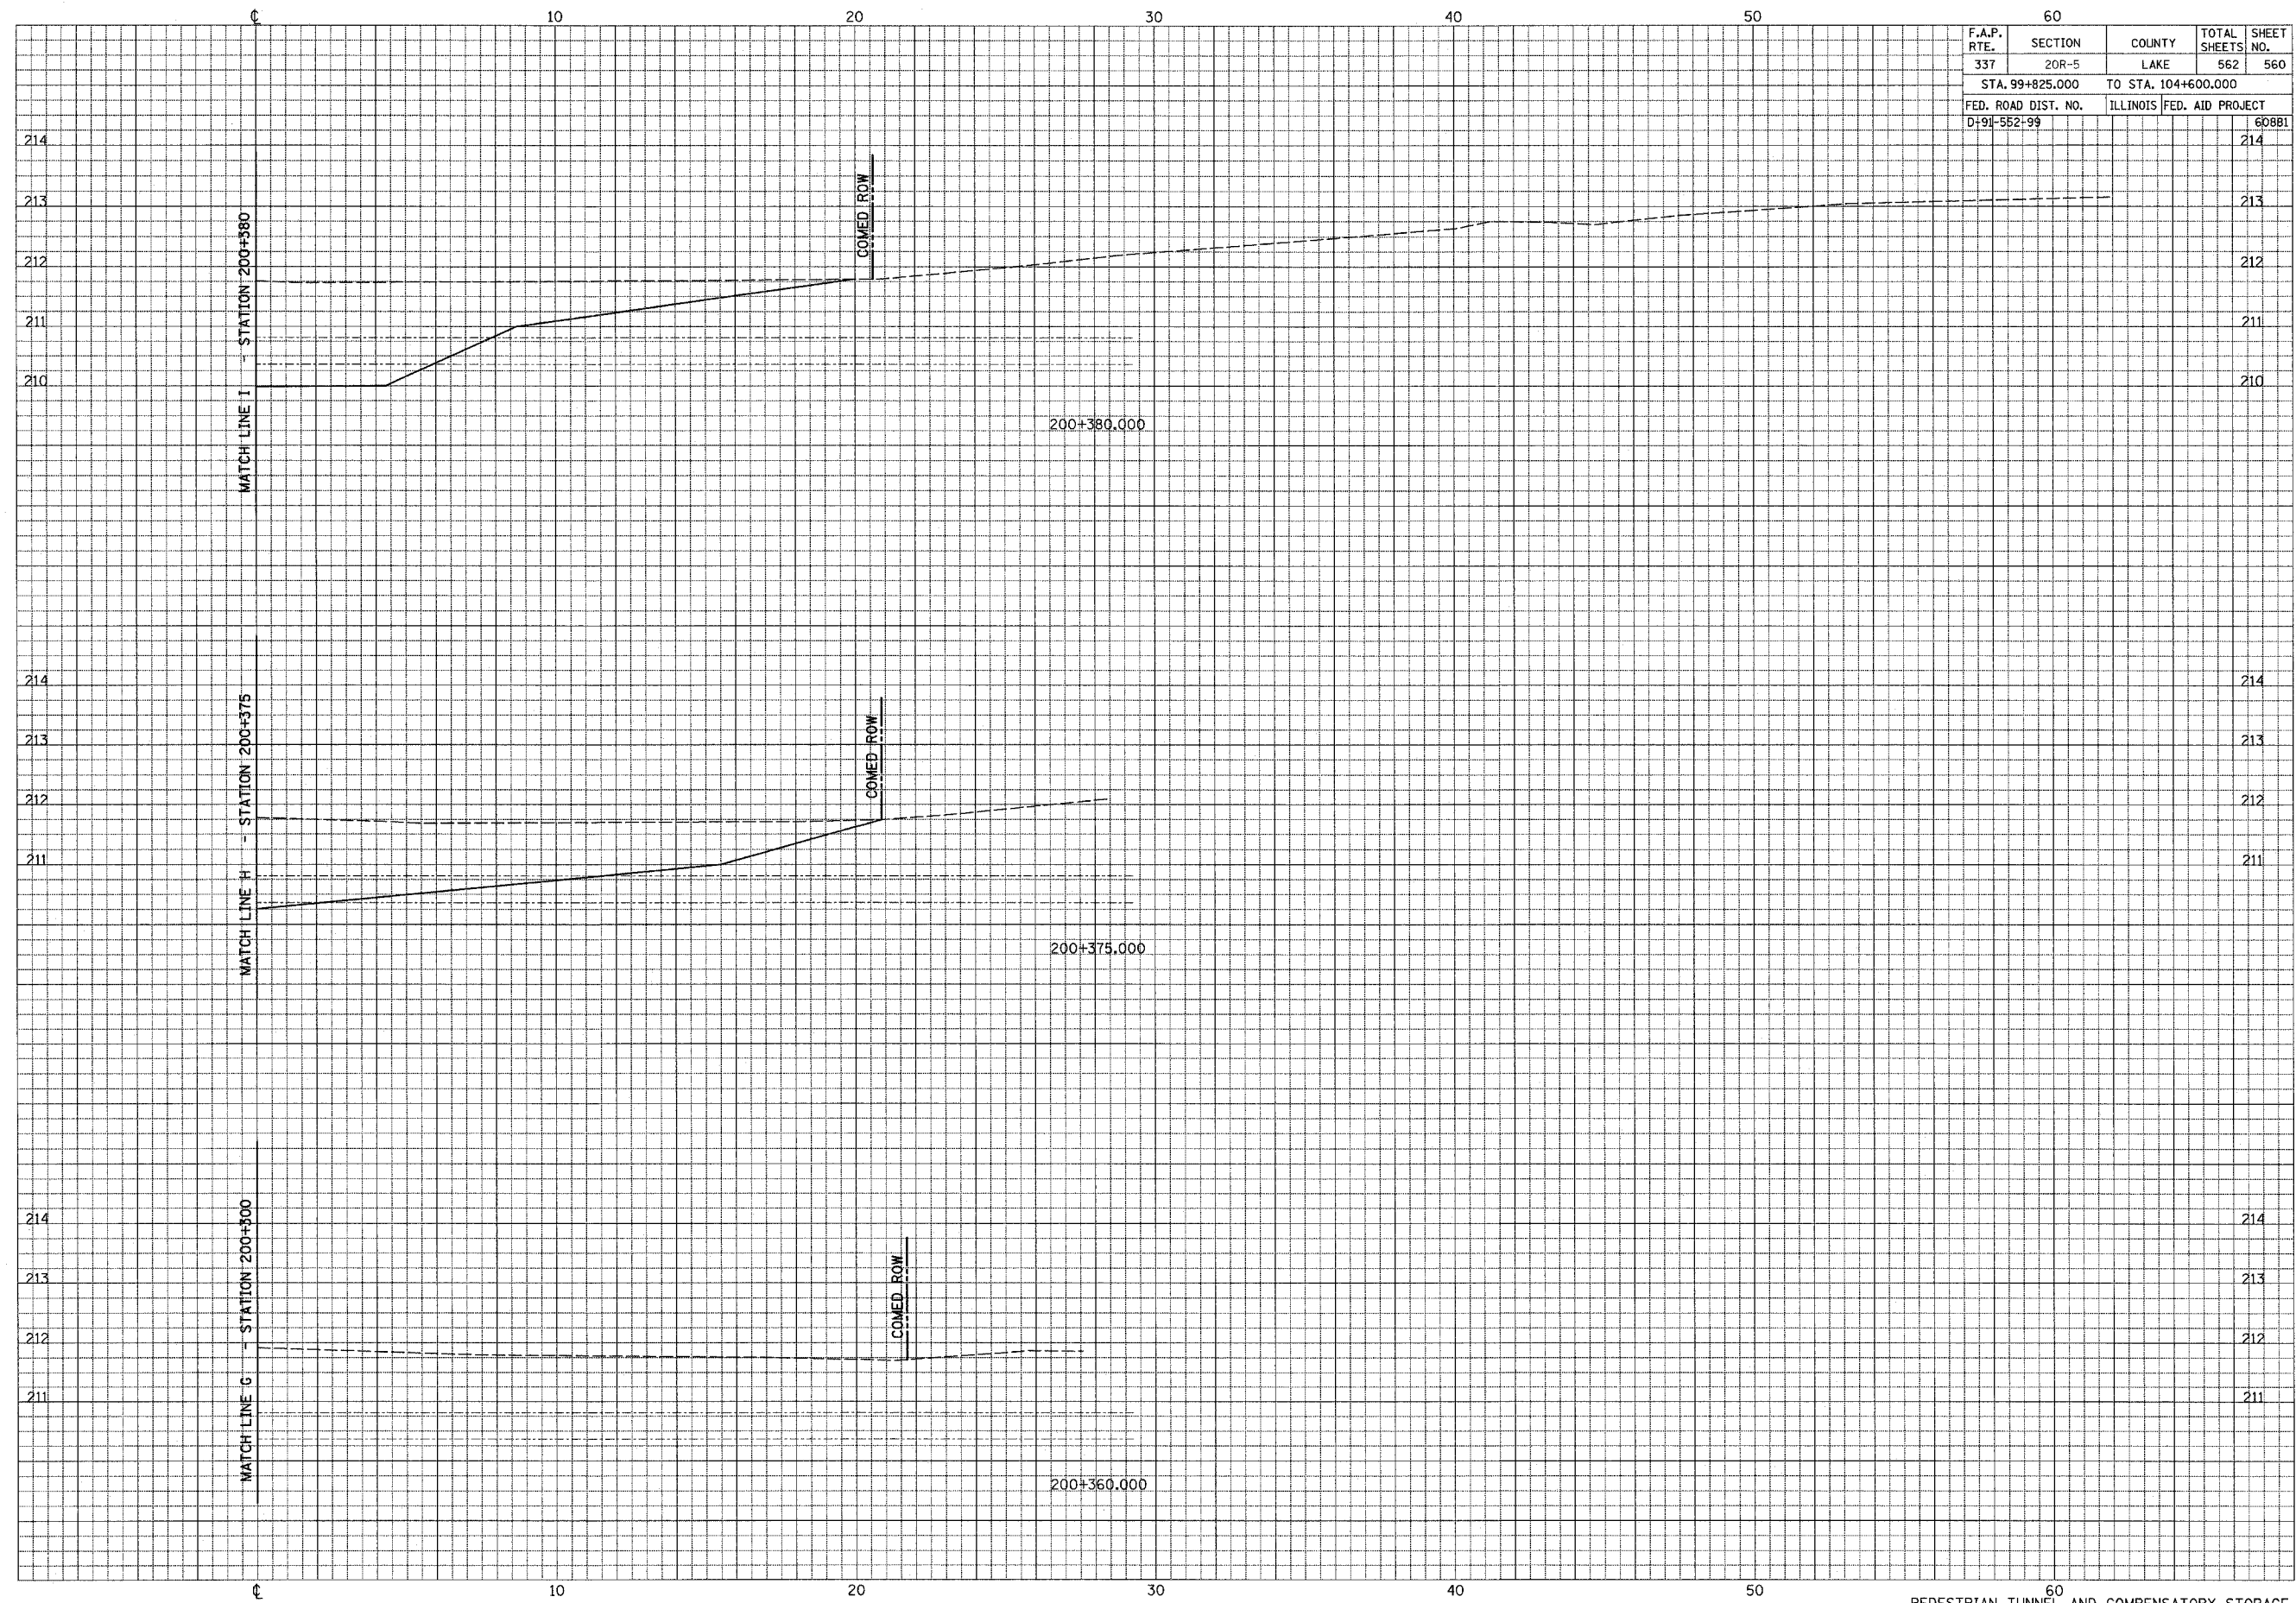 ℄ 10 20 30 40 50 60
F.A.P. RTE. SECTION COUNTY TOTAL SHEETS SHEET NO.
337 20R-5 LAKE 562 560
STA. 99+825.000 TO STA. 104+600.000
FED. ROAD DIST. NO. ILLINOIS FED. AID PROJECT
D-91-552-99 60881
214 214
213 213
212 212
211 211
210 210
MATCH LINE I - STATION 200+380
COMED ROW
200+380.000
214 214
213 213
212 212
211 211
MATCH LINE H - STATION 200+375
COMED ROW
200+375.000
214 214
213 213
212 212
211 211
MATCH LINE G - STATION 200+300
COMED ROW
200+360.000
℄ 10 20 30 40 50 60
PEDESTRIAN TUNNEL AND COMPENSATORY STORAGE